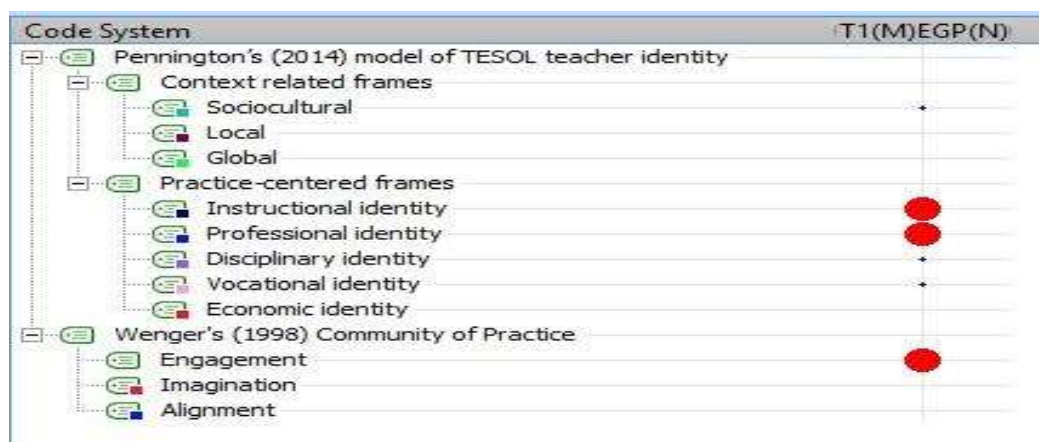 Code System T1(M)EGP(N)
Pennington's (2014) model of TESOL teacher identity
Context related frames
Sociocultural
Local
Global
Practice-centered frames
Instructional identity
Professional identity
Disciplinary identity
Vocational identity
Economic identity
Wenger's (1998) Community of Practice
Engagement
Imagination
Alignment